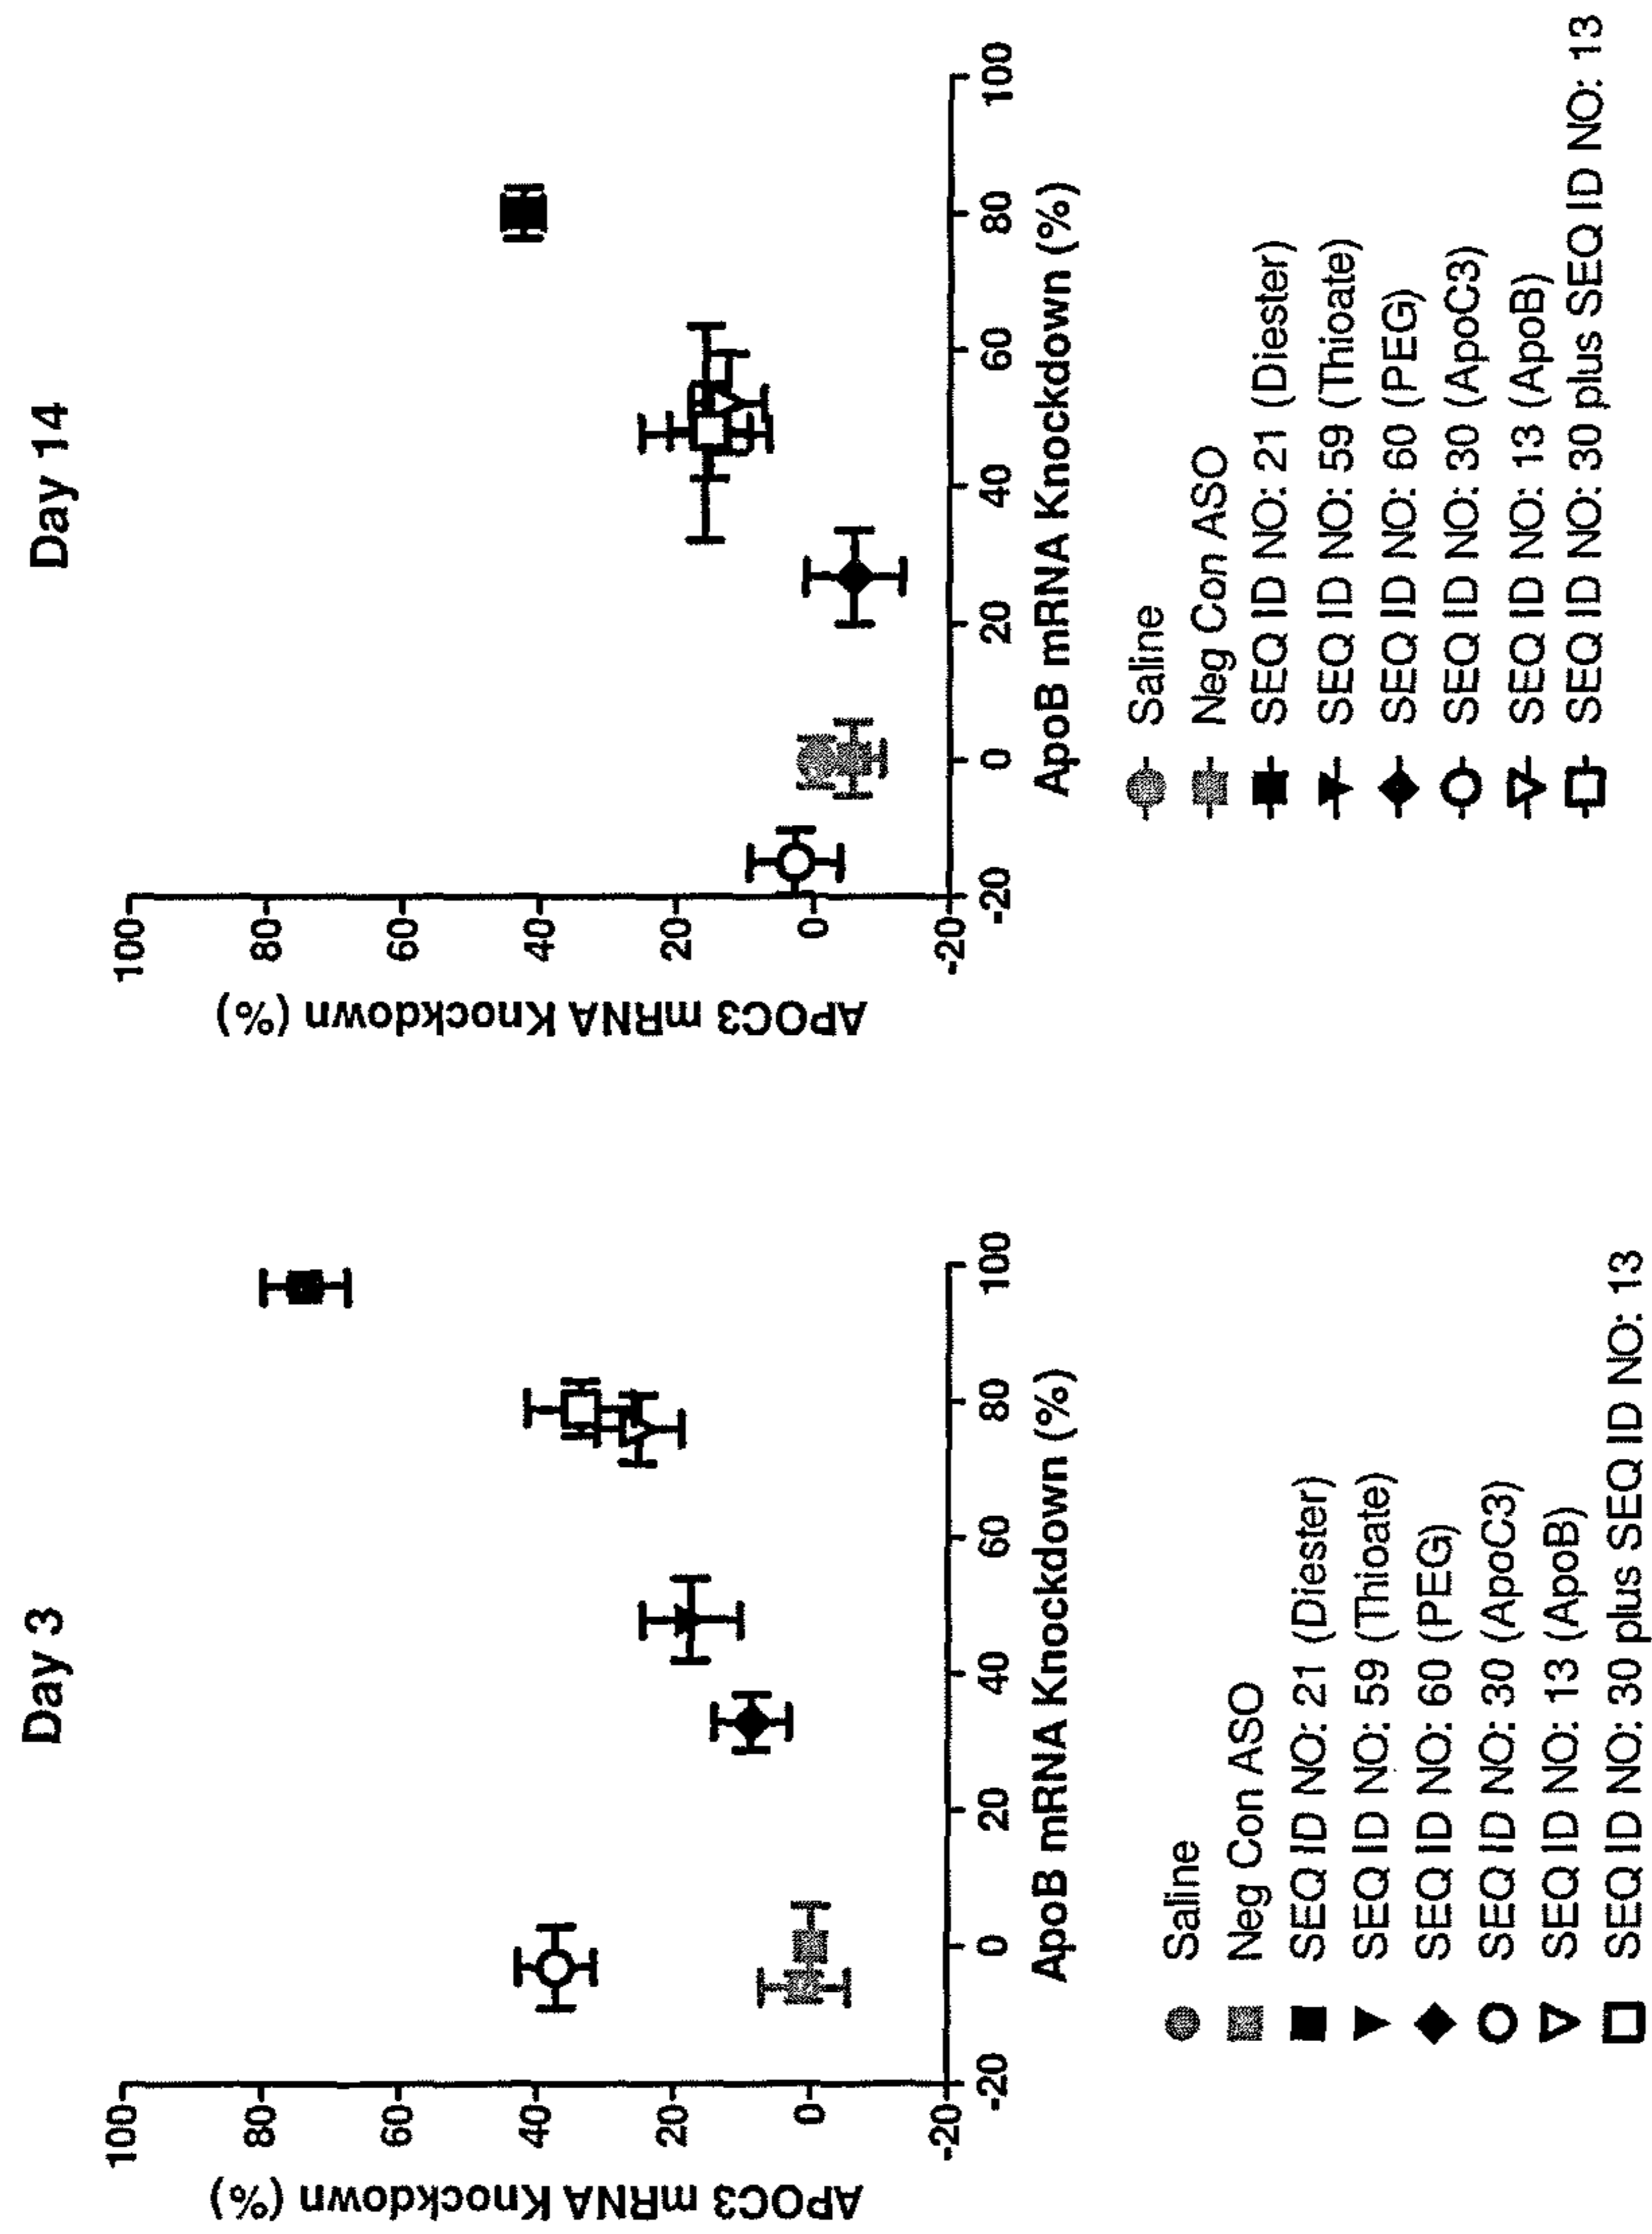 Day 3
APOC3 mRNA Knockdown (%)
100
80
60
40
20
0
-20
-20
0
20
40
60
80
100
ApoB mRNA Knockdown (%)
Saline
Neg Con ASO
SEQ ID NO: 21 (Diester)
SEQ ID NO: 59 (Thioate)
SEQ ID NO: 60 (PEG)
SEQ ID NO: 30 (ApoC3)
SEQ ID NO: 13 (ApoB)
SEQ ID NO: 30 plus SEQ ID NO: 13
Day 14
APOC3 mRNA Knockdown (%)
100
80
60
40
20
0
-20
-20
0
20
40
60
80
100
ApoB mRNA Knockdown (%)
Saline
Neg Con ASO
SEQ ID NO: 21 (Diester)
SEQ ID NO: 59 (Thioate)
SEQ ID NO: 60 (PEG)
SEQ ID NO: 30 (ApoC3)
SEQ ID NO: 13 (ApoB)
SEQ ID NO: 30 plus SEQ ID NO: 13